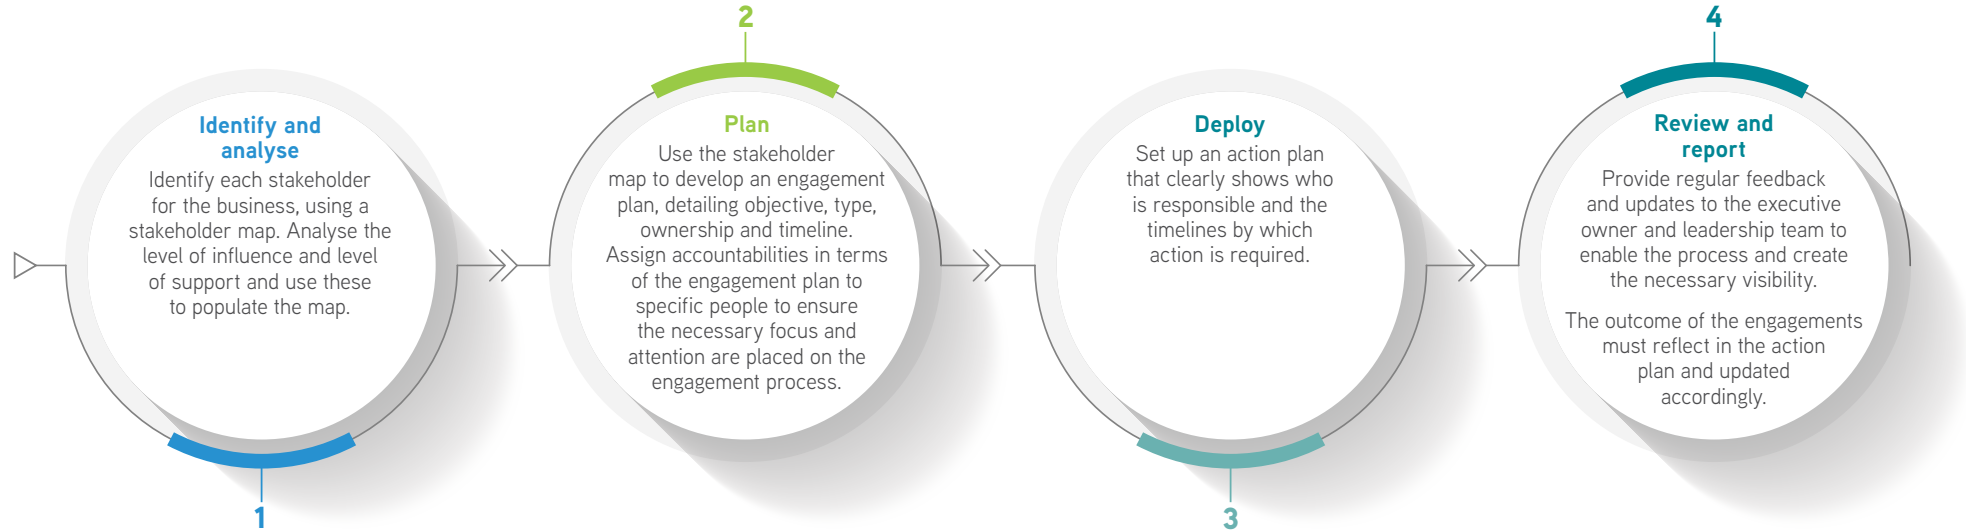 1
Identify and
analyse
Identify each stakeholder
for the business, using a
stakeholder map. Analyse the
level of influence and level
of support and use these
to populate the map.
2
Plan
Use the stakeholder
map to develop an engagement
plan, detailing objective, type,
ownership and timeline.
Assign accountabilities in terms
of the engagement plan to
specific people to ensure
the necessary focus and
attention are placed on the
engagement process.
3
Deploy
Set up an action plan
that clearly shows who
is responsible and the
timelines by which
action is required.
4
Review and
report
Provide regular feedback
and updates to the executive
owner and leadership team to
enable the process and create
the necessary visibility.
The outcome of the engagements
must reflect in the action
plan and updated
accordingly.